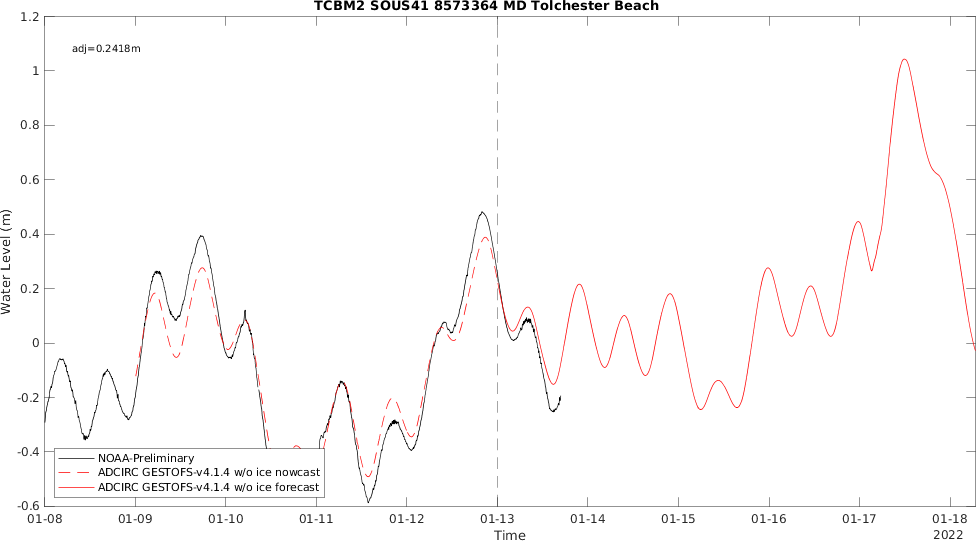 TCBM2 SOUS41 8573364 MD Tolchester Beach
adj=0.2418m
1.2
1
0.8
0.6
0.4
0.2
0
-0.2
-0.4
-0.6
Water Level (m)
NOAA-Preliminary
ADCIRC GESTOFS-v4.1.4 w/o ice nowcast
ADCIRC GESTOFS-v4.1.4 w/o ice forecast
01-08 01-09 01-10 01-11 01-12 01-13 01-14 01-15 01-16 01-17 01-18
Time
2022